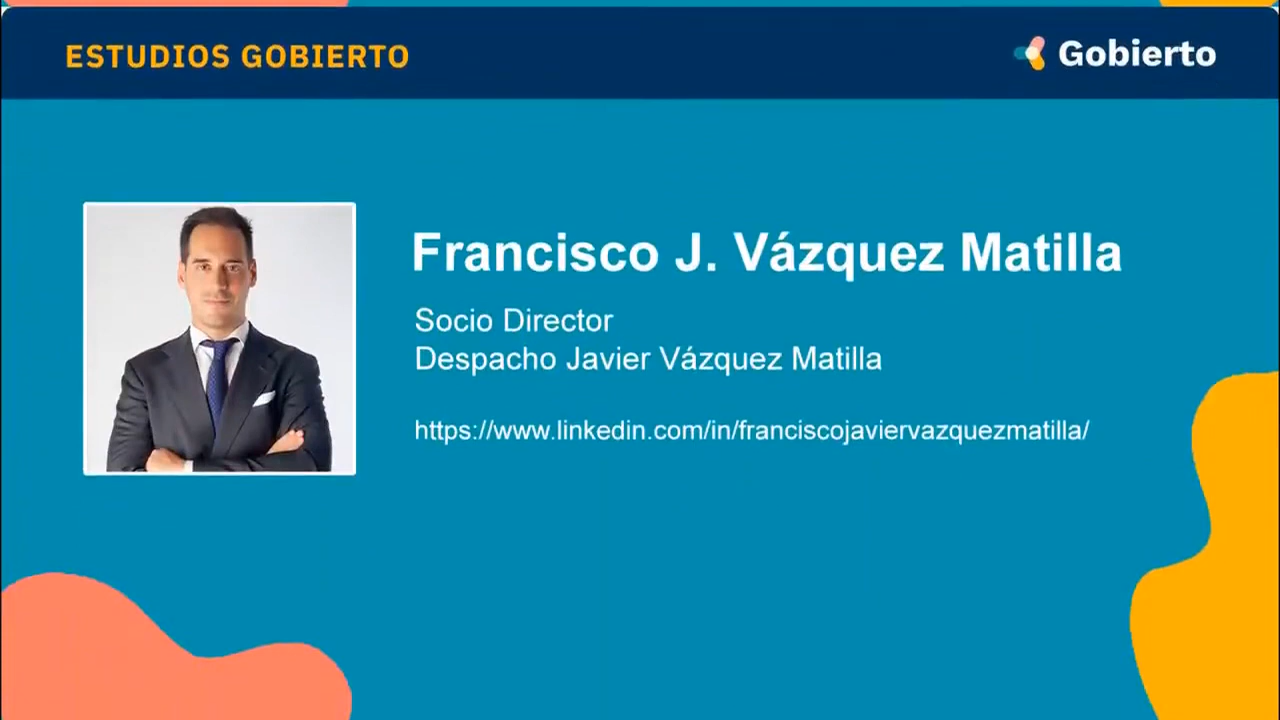 ESTUDIOS GOBIERTO
Gobierto
Francisco J. Vázquez Matilla
Socio Director
Despacho Javier Vázquez Matilla
https://www.linkedin.com/in/franciscojaviervazquezmatilla/